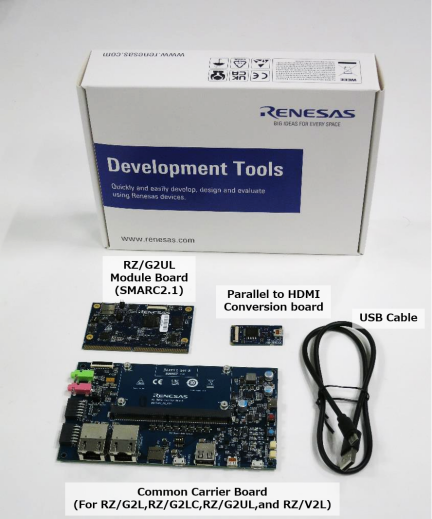 www.renesas.com
RENESAS
BIG IDEAS FOR EVERY SPACE
Development Tools
Quickly and easily develop, design and evaluate
using Renesas devices.
www.renesas.com
RZ/G2UL
Module Board
(SMARC2.1)
Parallel to HDMI
Conversion board
USB Cable
RENESAS
RENESAS
Common Carrier Board
(For RZ/G2L,RZ/G2LC,RZ/G2UL,and RZ/V2L)